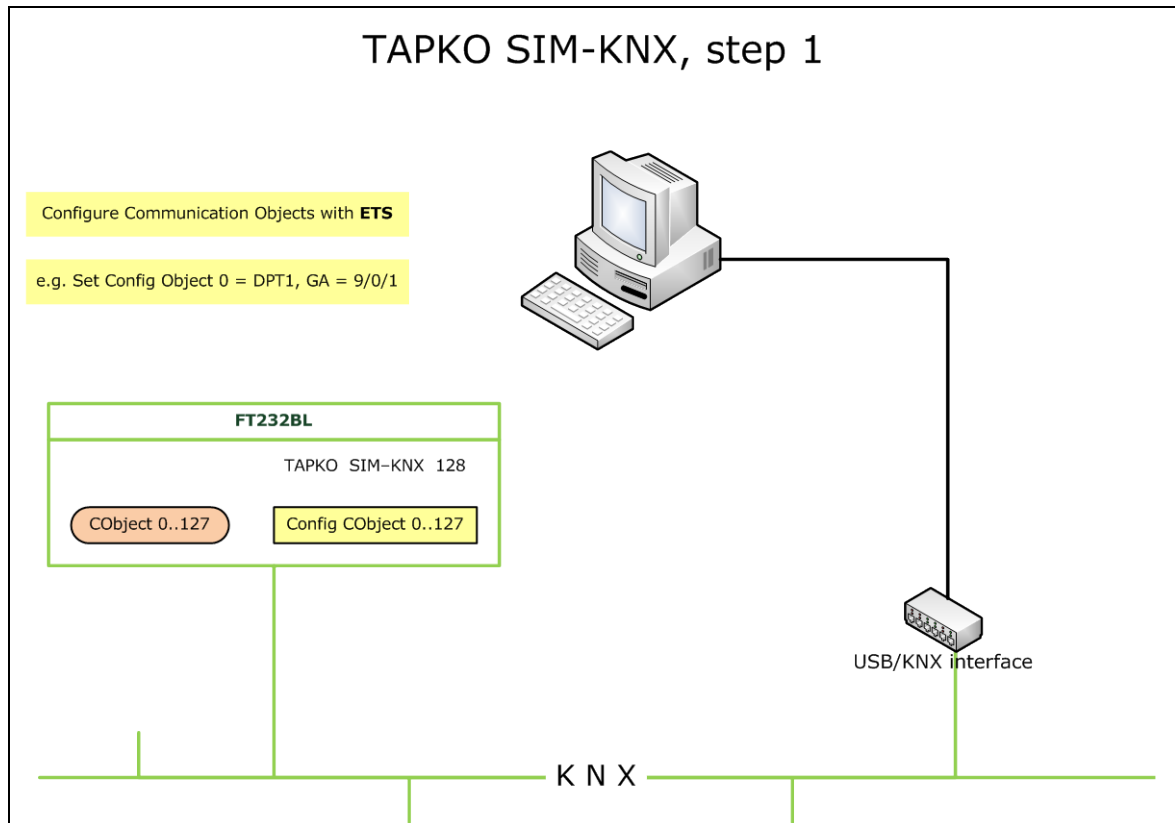 TAPKO SIM-KNX, step 1
Configure Communication Objects with ETS
e.g. Set Config Object 0 = DPT1, GA = 9/0/1
FT232BL
TAPKO SIM–KNX 128
CObject 0..127
Config CObject 0..127
USB/KNX interface
K N X